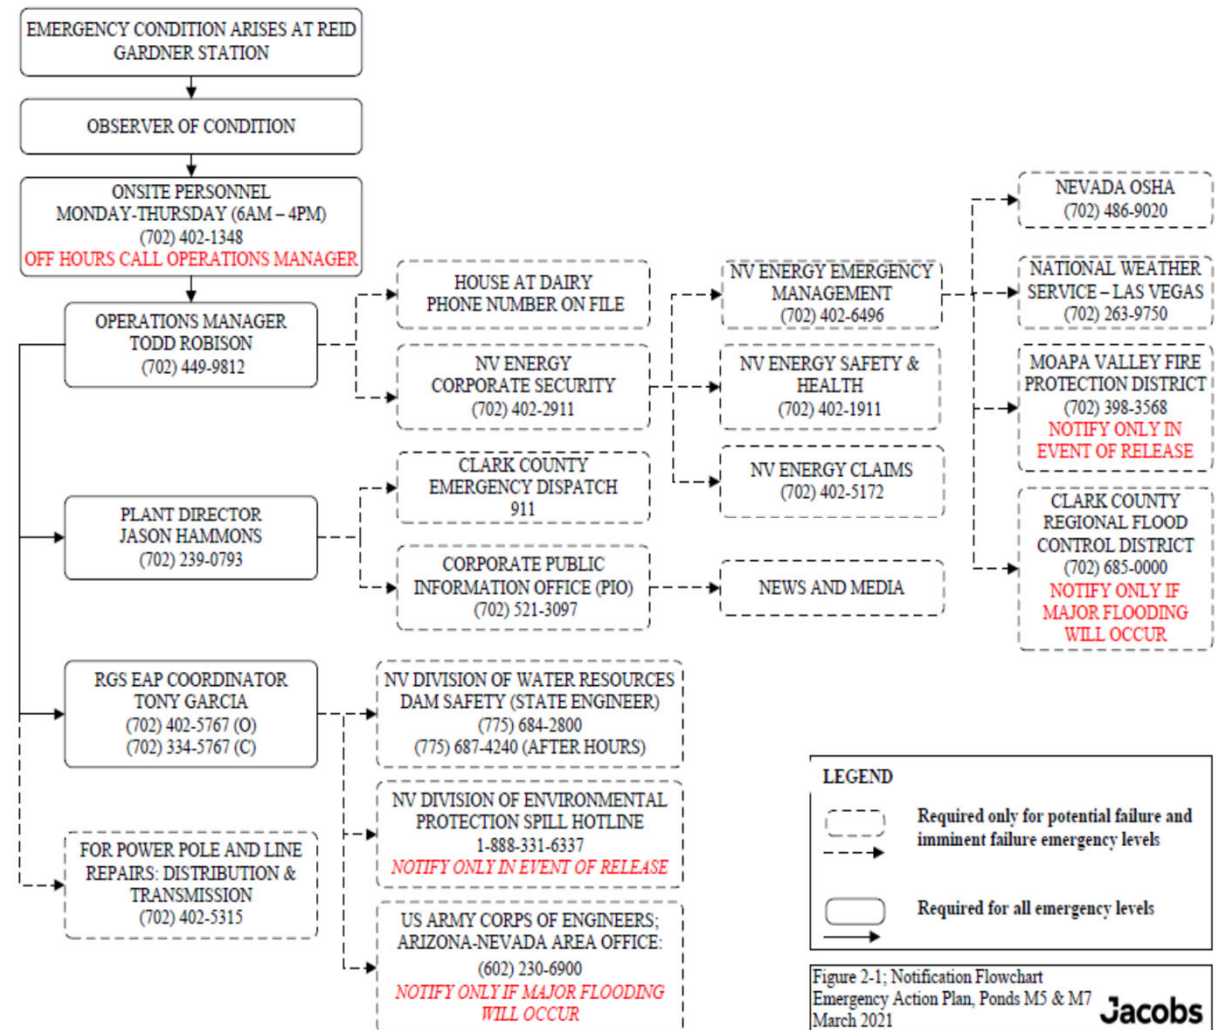 EMERGENCY CONDITION ARISES AT REID
GARDNER STATION
OBSERVER OF CONDITION
ONSITE PERSONNEL
MONDAY-THURSDAY (6AM – 4PM)
(702) 402-1348
OFF HOURS CALL OPERATIONS MANAGER
OPERATIONS MANAGER
TODD ROBISON
(702) 449-9812
HOUSE AT DAIRY
PHONE NUMBER ON FILE
NV ENERGY
CORPORATE SECURITY
(702) 402-2911
NV ENERGY EMERGENCY
MANAGEMENT
(702) 402-6496
NV ENERGY SAFETY &
HEALTH
(702) 402-1911
NV ENERGY CLAIMS
(702) 402-5172
NEVADA OSHA
(702) 486-9020
NATIONAL WEATHER
SERVICE – LAS VEGAS
(702) 263-9750
MOAPA VALLEY FIRE
PROTECTION DISTRICT
(702) 398-3568
NOTIFY ONLY IN
EVENT OF RELEASE
CLARK COUNTY
REGIONAL FLOOD
CONTROL DISTRICT
(702) 685-0000
NOTIFY ONLY IF
MAJOR FLOODING
WILL OCCUR
PLANT DIRECTOR
JASON HAMMONS
(702) 239-0793
CLARK COUNTY
EMERGENCY DISPATCH
911
CORPORATE PUBLIC
INFORMATION OFFICE (PIO)
(702) 521-3097
NEWS AND MEDIA
RGS EAP COORDINATOR
TONY GARCIA
(702) 402-5767 (O)
(702) 334-5767 (C)
NV DIVISION OF WATER RESOURCES
DAM SAFETY (STATE ENGINEER)
(775) 684-2800
(775) 687-4240 (AFTER HOURS)
NV DIVISION OF ENVIRONMENTAL
PROTECTION SPILL HOTLINE
1-888-331-6337
NOTIFY ONLY IN EVENT OF RELEASE
US ARMY CORPS OF ENGINEERS;
ARIZONA-NEVADA AREA OFFICE:
(602) 230-6900
NOTIFY ONLY IF MAJOR FLOODING
WILL OCCUR
FOR POWER POLE AND LINE
REPAIRS: DISTRIBUTION &
TRANSMISSION
(702) 402-5315
LEGEND
Required only for potential failure and
imminent failure emergency levels
Required for all emergency levels
Figure 2-1; Notification Flowchart
Emergency Action Plan, Ponds M5 & M7
March 2021
Jacobs